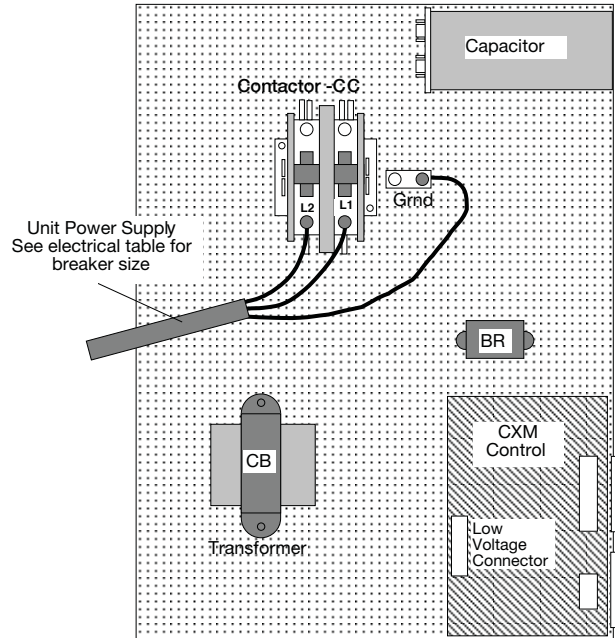 Capacitor
Contactor -CC
L2
L1
Grnd
Unit Power Supply
See electrical table for
breaker size
BR
CXM
Control
CB
Low
Voltage
Connector
Transformer